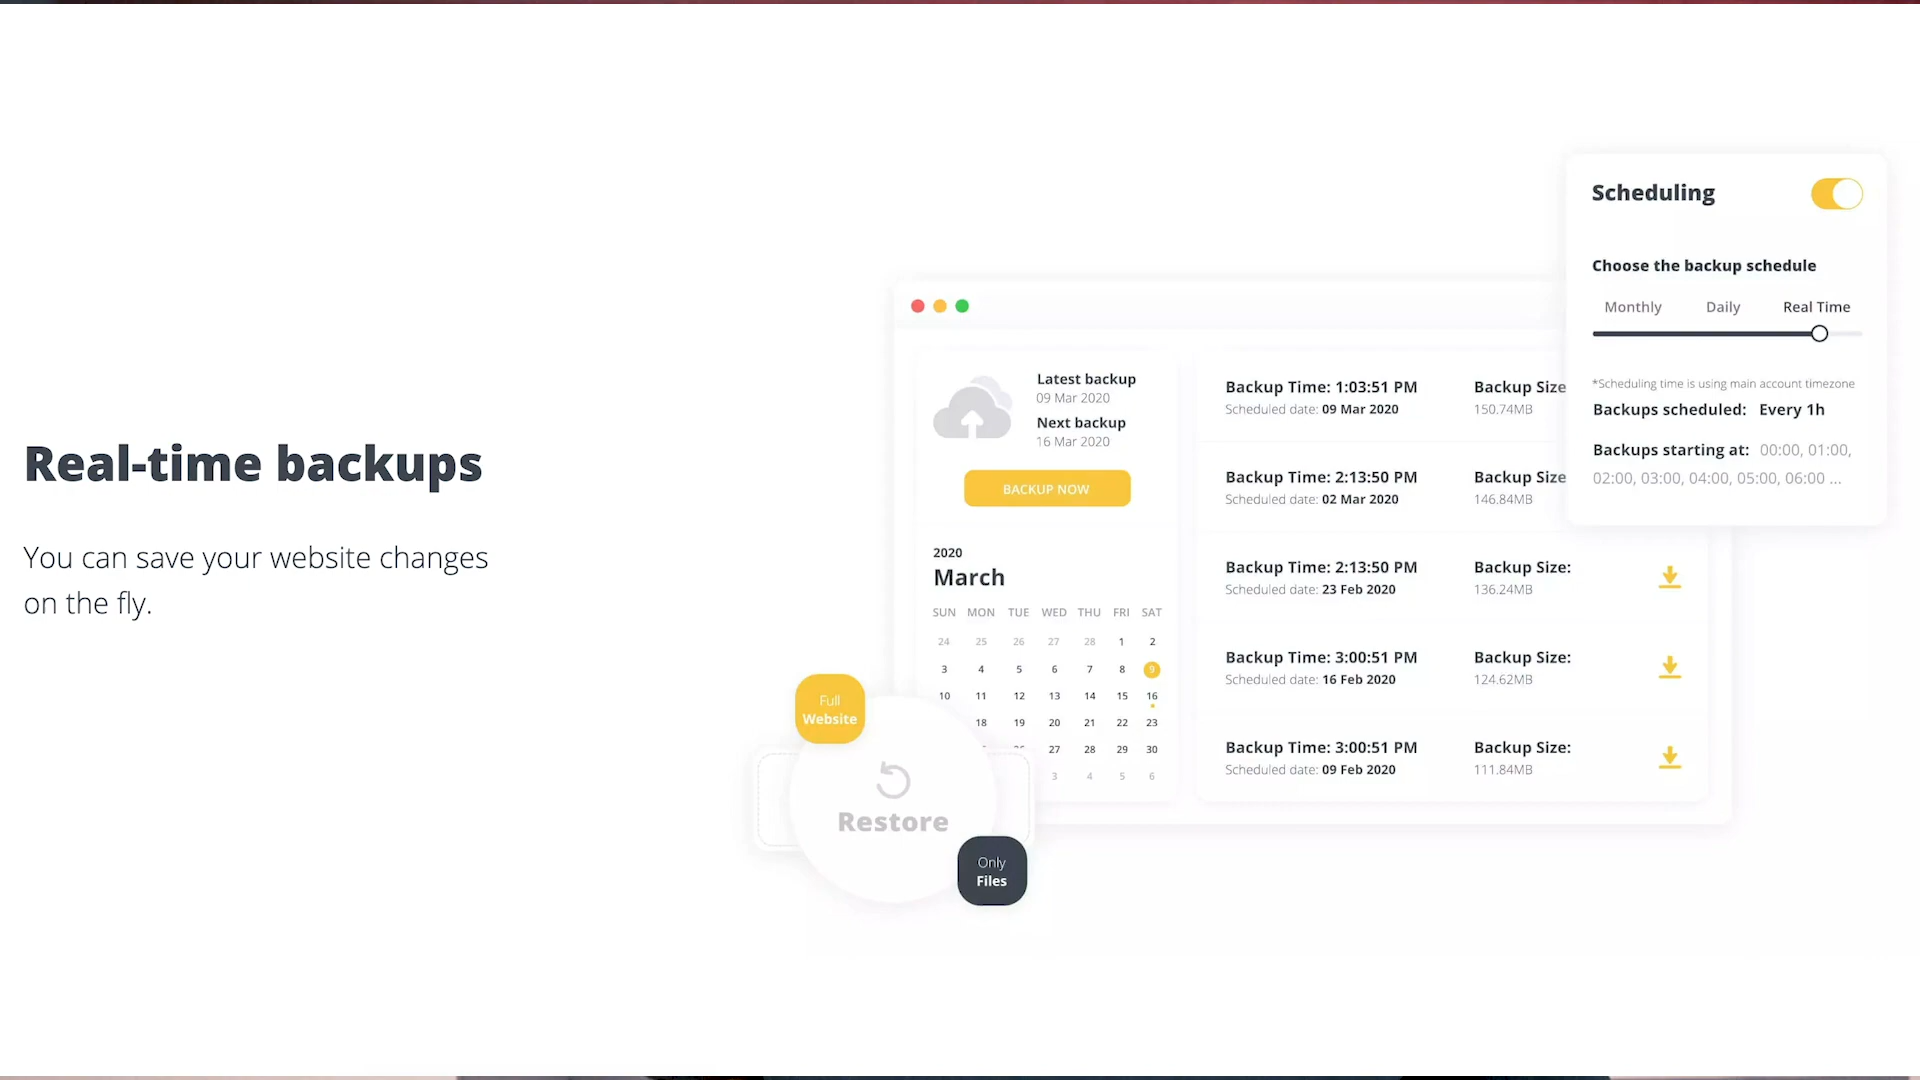 Real-time backups
You can save your website changes
on the fly.
Scheduling
Choose the backup schedule
Monthly Daily Real Time
*Scheduling time is using main account timezone
Backups scheduled: Every 1h
Backups starting at: 00:00, 01:00,
02:00, 03:00, 04:00, 05:00, 06:00 ...
Latest backup
09 Mar 2020
Next backup
16 Mar 2020
BACKUP NOW
2020
March
SUN MON TUE WED THU FRI SAT
24 25 26 27 28 1 2
3 4 5 6 7 8 9
10 11 12 13 14 15 16
18 19 20 21 22 23
27 28 29 30
3 4 5 6
Backup Time: 1:03:51 PM Backup Size
Scheduled date: 09 Mar 2020 150.74MB
Backup Time: 2:13:50 PM Backup Size
Scheduled date: 02 Mar 2020 146.84MB
Backup Time: 2:13:50 PM Backup Size:
Scheduled date: 23 Feb 2020 136.24MB
Backup Time: 3:00:51 PM Backup Size:
Scheduled date: 16 Feb 2020 124.62MB
Backup Time: 3:00:51 PM Backup Size:
Scheduled date: 09 Feb 2020 111.84MB
Full
Website
Restore
Only
Files